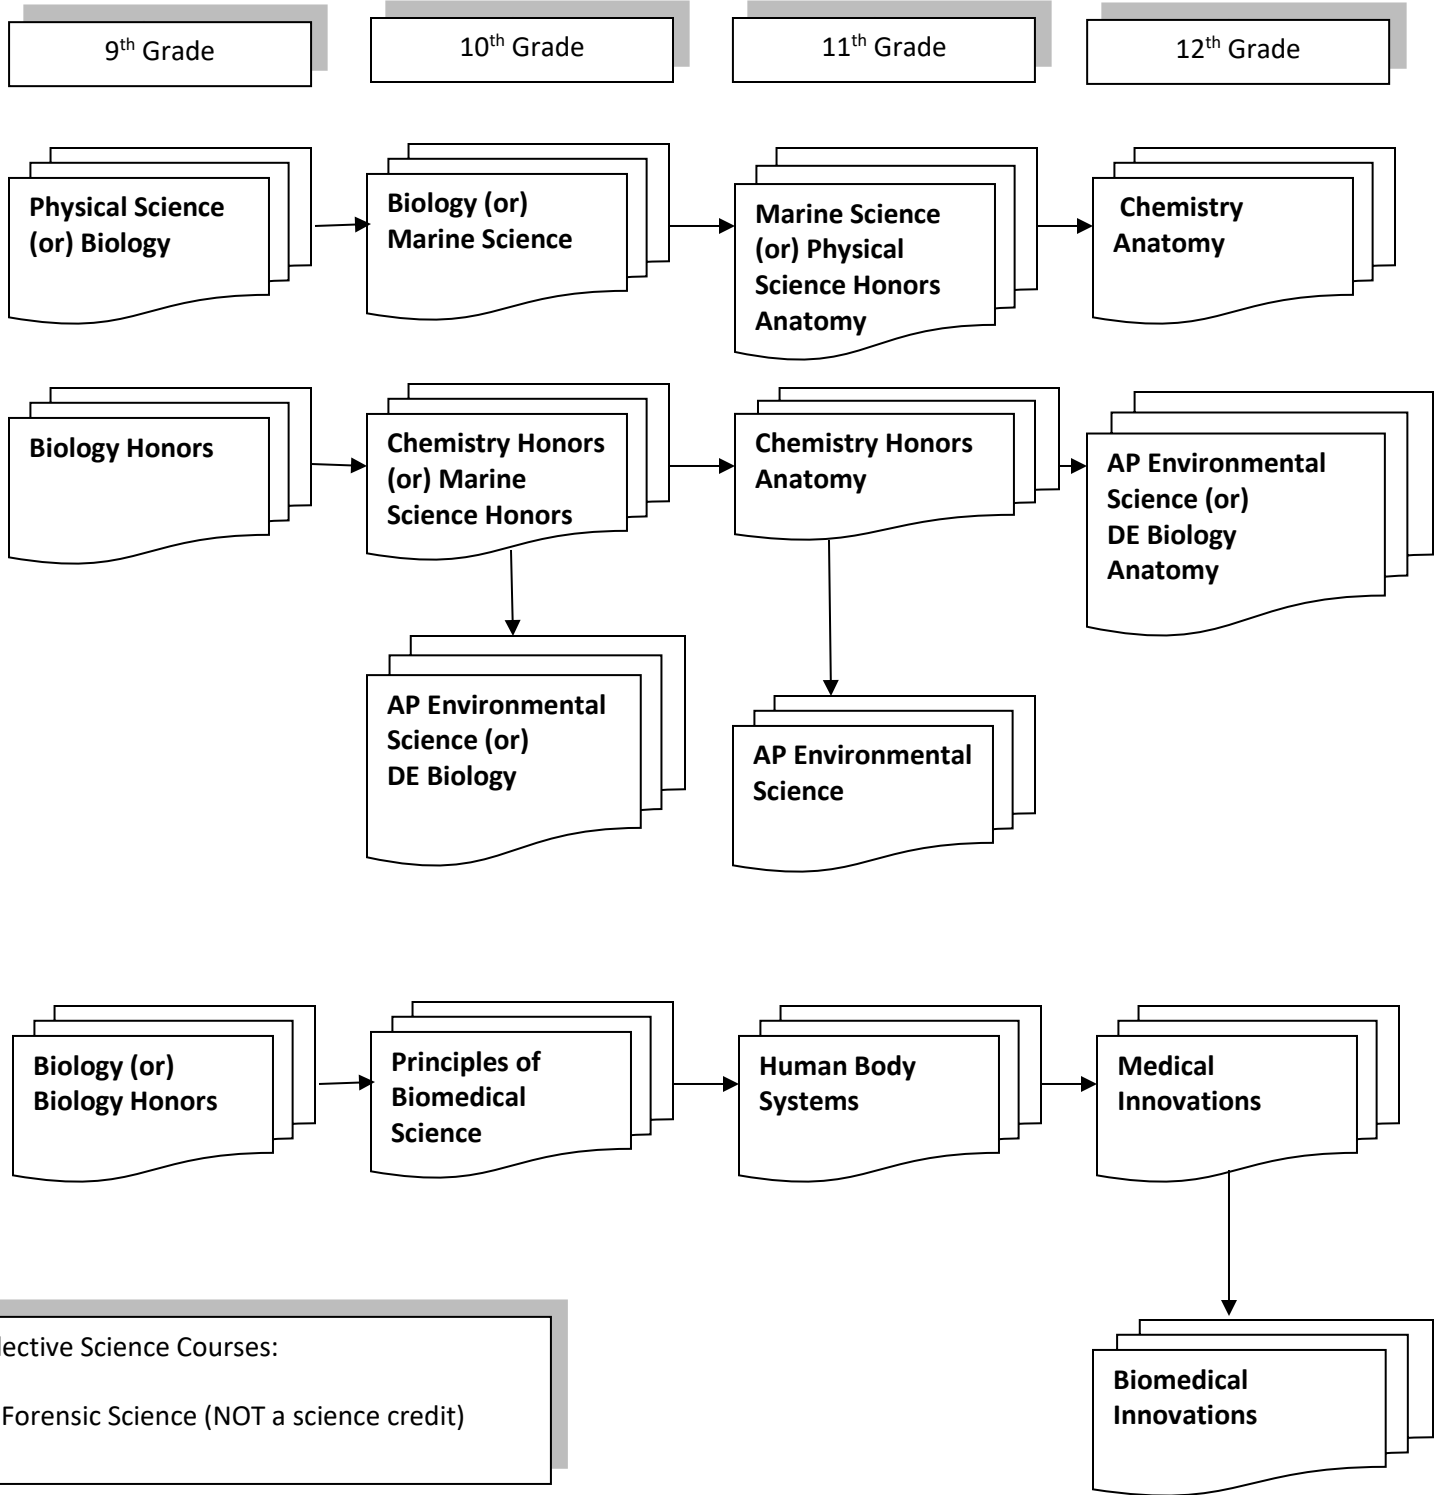 9th Grade
10th Grade
11th Grade
12th Grade
Physical Science
(or) Biology
Biology (or)
Marine Science
Marine Science
(or) Physical
Science Honors
Anatomy
Chemistry
Anatomy
Biology Honors
Chemistry Honors
(or) Marine
Science Honors
Chemistry Honors
Anatomy
AP Environmental
Science (or)
DE Biology
Anatomy
AP Environmental
Science (or)
DE Biology
AP Environmental
Science
Biology (or)
Biology Honors
Principles of
Biomedical
Science
Human Body
Systems
Medical
Innovations
lective Science Courses:
Forensic Science (NOT a science credit)
Biomedical
Innovations